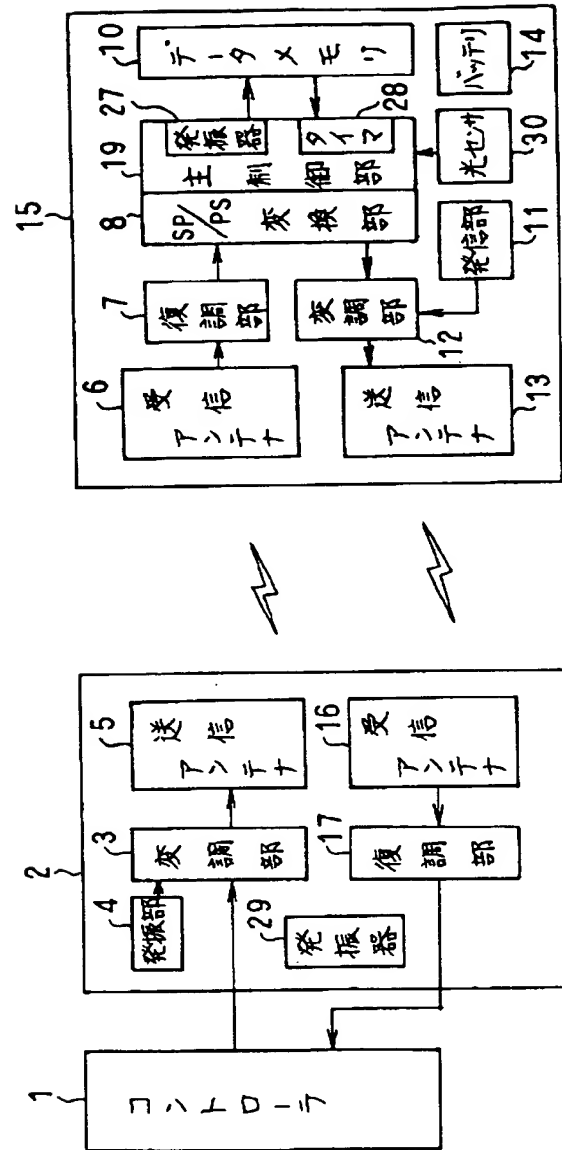 1
コントローラ
2
4
発振部
3
変調部
5
送信
アンテナ
29
発振器
17
復調部
16
受信
アンテナ
15
6
受信
アンテナ
7
復調部
8
SP/PS
変換部
19
主制御部
27
発振器
タイマ
28
10
データメモリ
変調部
12
送信
アンテナ
13
発信部
11
光センサ
30
バッテリ
14